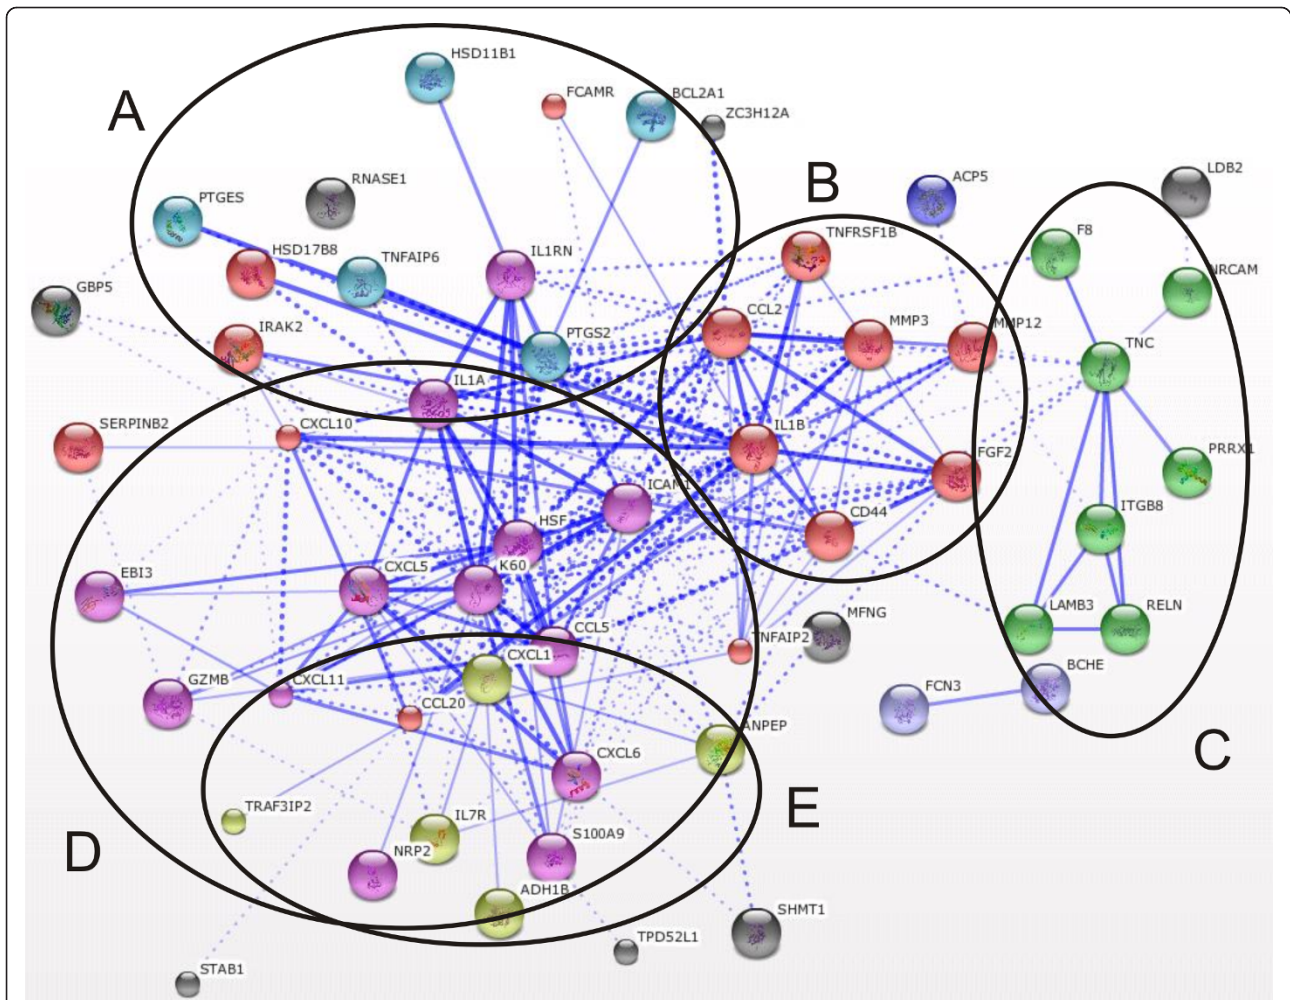 HSD11B1
A
FCAMR
BCL2A1
ZC3H12A
B
ACP5
LDB2
RNASE1
PTGES
TNFRSF1B
F8
HSD17B8
TNFAIP6
IL1RN
NRCAM
GBP5
CCL2
MMP3
MMP12
IRAK2
PTGS2
TNC
IL1A
SERPINB2
CXCL10
IL1B
FGF2
PRRX1
ICAM1
HSF
CD44
ITGB8
EBI3
CXCL5
K60
MFNG
LAMB3
RELN
CCL5
TNFAIP2
CXCL1
BCHE
GZMB
CXCL11
FCN3
CCL20
ANPEP
C
CXCL6
TRAF3IP2
IL7R
E
D
NRP2
S100A9
ADH1B
SHMT1
TPD52L1
STAB1